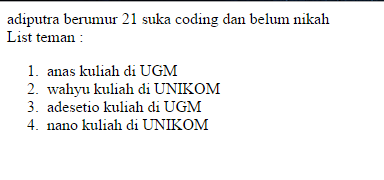 adiputra berumur 21 suka coding dan belum nikah
List teman :
1. anas kuliah di UGM
2. wahyu kuliah di UNIKOM
3. adesetio kuliah di UGM
4. nano kuliah di UNIKOM